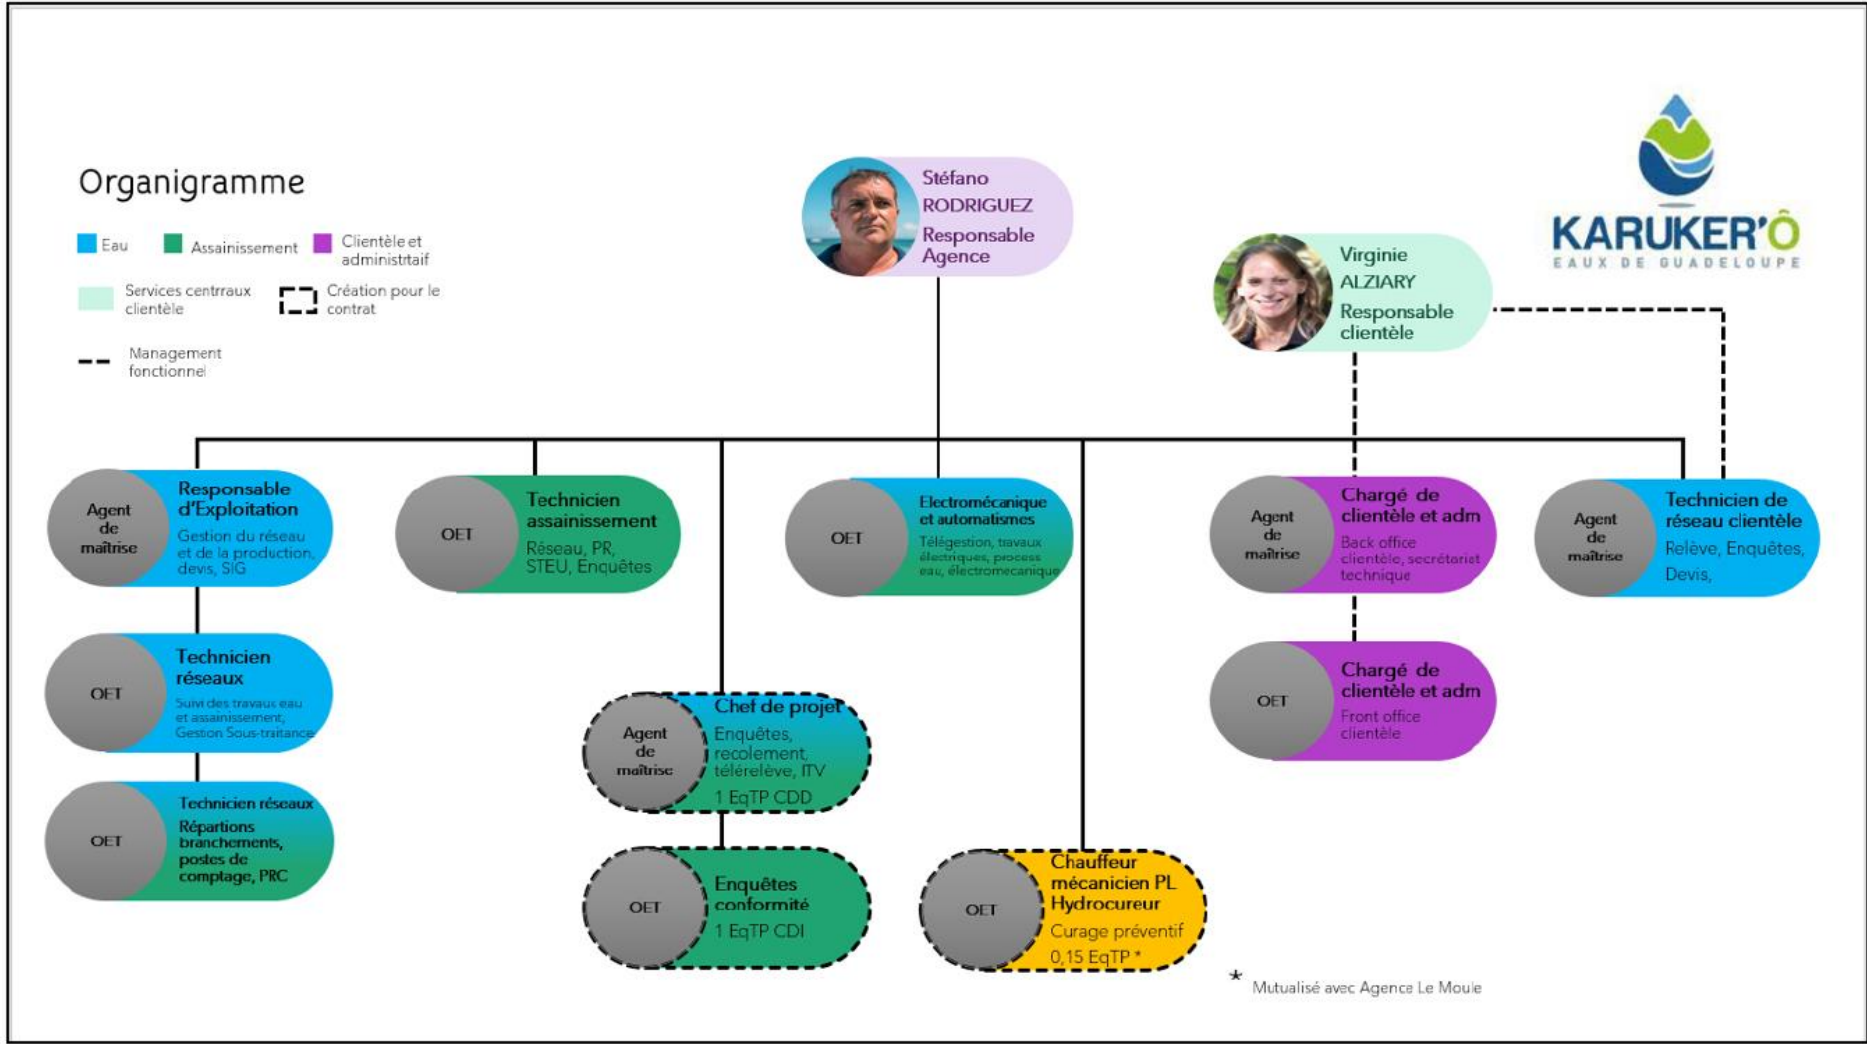 Organigramme
Eau
Assainissement
Clientèle et
administrtaif
Services centrraux
clientèle
Création pour le
contrat
Management
fonctionnel
Stéfano
RODRIGUEZ
Responsable
Agence
Virginie
ALZIARY
Responsable
clientèle
KARUKER'Ô
EAUX DE GUADELOUPE
Agent
de
maîtrise
Responsable
d'Exploitation
Gestion du réseau
et de la production,
devis, SIG
OET
Technicien
assainissement
Réseau, PR,
STEU, Enquêtes
OET
Electromécanique
et automatismes
Télégestion, travaux
électriques, process
eau, électromecanique
Agent
de
maîtrise
Chargé de
clientèle et adm
Back office
clientèle, secrétariat
technique
Agent
de
maîtrise
Technicien de
réseau clientèle
Relève, Enquêtes,
Devis,
OET
Technicien
réseaux
Suivi des travaux eau
et assainissement,
Gestion Sous-traitance
OET
Chargé de
clientèle et adm
Front office
clientèle
Agent
de
maîtrise
Chef de projet
Enquêtes,
recolement,
télérelève, ITV
1 EqTP CDD
OET
Technicien réseaux
Répartions
branchements,
postes de
comptage, PRC
OET
Enquêtes
conformité
1 EqTP CDI
OET
Chauffeur
mécanicien PL
Hydrocureur
Curage préventif
0,15 EqTP *
* Mutualisé avec Agence Le Moule